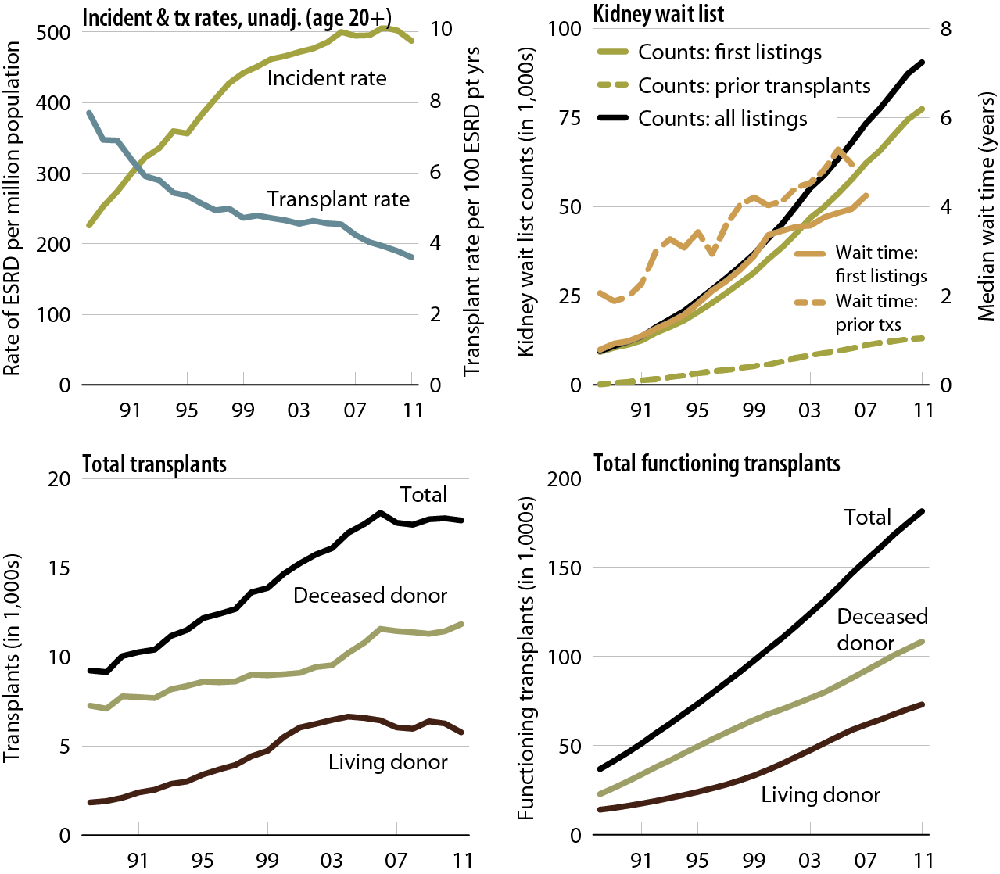 Incident & tx rates, unadj. (age 20+)
Rate of ESRD per million population
500
400
300
200
100
0
Incident rate
Transplant rate
10
8
6
4
2
0
Transplant rate per 100 ESRD pt yrs
91 95 99 03 07 11
Kidney wait list
Kidney wait list counts (in 1,000s)
100
75
50
25
0
Counts: first listings
Counts: prior transplants
Counts: all listings
Wait time:
first listings
Wait time:
prior txs
8
6
4
2
0
Median wait time (years)
91 95 99 03 07 11
Total transplants
Transplants (in 1,000s)
20
15
10
5
0
Total
Deceased donor
Living donor
91 95 99 03 07 11
Total functioning transplants
Functioning transplants (in 1,000s)
200
150
100
50
0
Total
Deceased
donor
Living donor
91 95 99 03 07 11